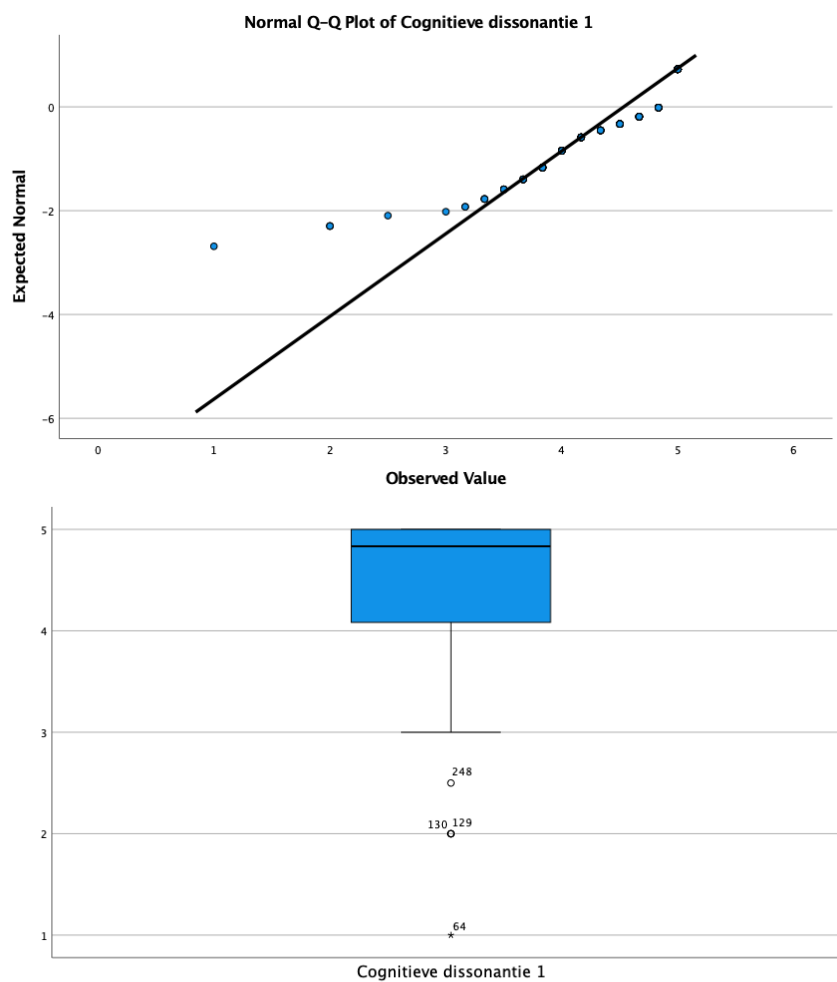 Normal Q-Q Plot of Cognitieve dissonantie 1
Expected Normal
0
-2
-4
-6
0 1 2 3 4 5 6
Observed Value
5
4
3
2
1
248
130 129
64
*
Cognitieve dissonantie 1